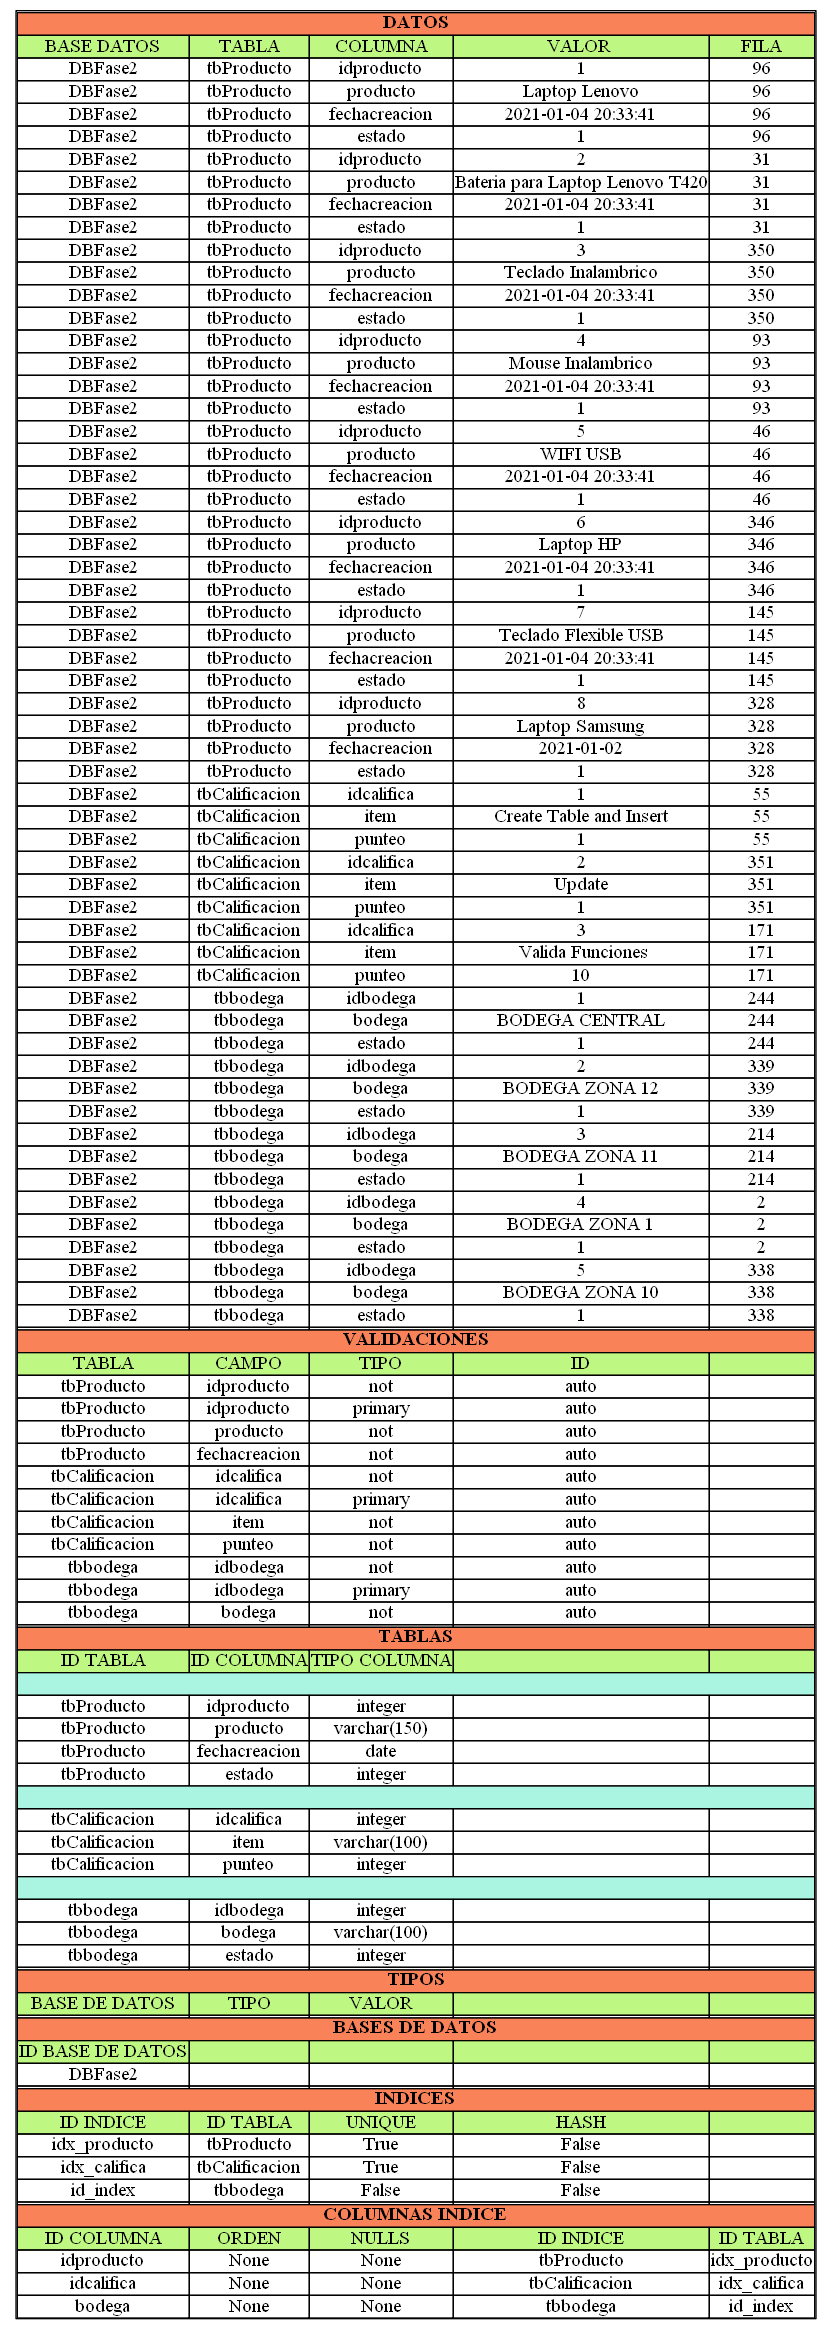 DATOS
BASE DATOS TABLA COLUMNA VALOR FILA
DBFase2 tbProducto idproducto 1 96
DBFase2 tbProducto producto Laptop Lenovo 96
DBFase2 tbProducto fechacreacion 2021-01-04 20:33:41 96
DBFase2 tbProducto estado 1 96
DBFase2 tbProducto idproducto 2 31
DBFase2 tbProducto producto Bateria para Laptop Lenovo T420 31
DBFase2 tbProducto fechacreacion 2021-01-04 20:33:41 31
DBFase2 tbProducto estado 1 31
DBFase2 tbProducto idproducto 3 350
DBFase2 tbProducto producto Teclado Inalambrico 350
DBFase2 tbProducto fechacreacion 2021-01-04 20:33:41 350
DBFase2 tbProducto estado 1 350
DBFase2 tbProducto idproducto 4 93
DBFase2 tbProducto producto Mouse Inalambrico 93
DBFase2 tbProducto fechacreacion 2021-01-04 20:33:41 93
DBFase2 tbProducto estado 1 93
DBFase2 tbProducto idproducto 5 46
DBFase2 tbProducto producto WIFI USB 46
DBFase2 tbProducto fechacreacion 2021-01-04 20:33:41 46
DBFase2 tbProducto estado 1 46
DBFase2 tbProducto idproducto 6 346
DBFase2 tbProducto producto Laptop HP 346
DBFase2 tbProducto fechacreacion 2021-01-04 20:33:41 346
DBFase2 tbProducto estado 1 346
DBFase2 tbProducto idproducto 7 145
DBFase2 tbProducto producto Teclado Flexible USB 145
DBFase2 tbProducto fechacreacion 2021-01-04 20:33:41 145
DBFase2 tbProducto estado 1 145
DBFase2 tbProducto idproducto 8 328
DBFase2 tbProducto producto Laptop Samsung 328
DBFase2 tbProducto fechacreacion 2021-01-02 328
DBFase2 tbProducto estado 1 328
DBFase2 tbCalificacion idcalifica 1 55
DBFase2 tbCalificacion item Create Table and Insert 55
DBFase2 tbCalificacion punteo 1 55
DBFase2 tbCalificacion idcalifica 2 351
DBFase2 tbCalificacion item Update 351
DBFase2 tbCalificacion punteo 1 351
DBFase2 tbCalificacion idcalifica 3 171
DBFase2 tbCalificacion item Valida Funciones 171
DBFase2 tbCalificacion punteo 10 171
DBFase2 tbbodega idbodega 1 244
DBFase2 tbbodega bodega BODEGA CENTRAL 244
DBFase2 tbbodega estado 1 244
DBFase2 tbbodega idbodega 2 339
DBFase2 tbbodega bodega BODEGA ZONA 12 339
DBFase2 tbbodega estado 1 339
DBFase2 tbbodega idbodega 3 214
DBFase2 tbbodega bodega BODEGA ZONA 11 214
DBFase2 tbbodega estado 1 214
DBFase2 tbbodega idbodega 4 2
DBFase2 tbbodega bodega BODEGA ZONA 1 2
DBFase2 tbbodega estado 1 2
DBFase2 tbbodega idbodega 5 338
DBFase2 tbbodega bodega BODEGA ZONA 10 338
DBFase2 tbbodega estado 1 338
VALIDACIONES
TABLA CAMPO TIPO ID
tbProducto idproducto not auto
tbProducto idproducto primary auto
tbProducto producto not auto
tbProducto fechacreacion not auto
tbCalificacion idcalifica not auto
tbCalificacion idcalifica primary auto
tbCalificacion item not auto
tbCalificacion punteo not auto
tbbodega idbodega not auto
tbbodega idbodega primary auto
tbbodega bodega not auto
TABLAS
ID TABLA ID COLUMNA TIPO COLUMNA
tbProducto idproducto integer
tbProducto producto varchar(150)
tbProducto fechacreacion date
tbProducto estado integer
tbCalificacion idcalifica integer
tbCalificacion item varchar(100)
tbCalificacion punteo integer
tbbodega idbodega integer
tbbodega bodega varchar(100)
tbbodega estado integer
TIPOS
BASE DE DATOS TIPO VALOR
BASES DE DATOS
ID BASE DE DATOS
DBFase2
INDICES
ID INDICE ID TABLA UNIQUE HASH
idx_producto tbProducto True False
idx_califica tbCalificacion True False
id_index tbbodega False False
COLUMNAS INDICE
ID COLUMNA ORDEN NULLS ID INDICE ID TABLA
idproducto None None tbProducto idx_producto
idcalifica None None tbCalificacion idx_califica
bodega None None tbbodega id_index